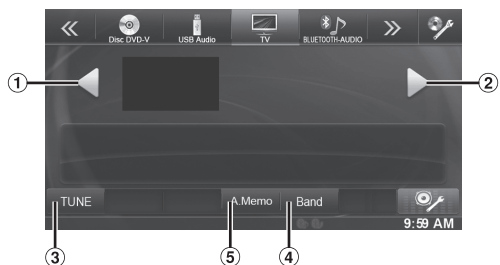 Disc DVD-V USB Audio TV BLUETOOTH-AUDIO
1 2
TUNE A.Memo Band
9:59 AM
3 5 4